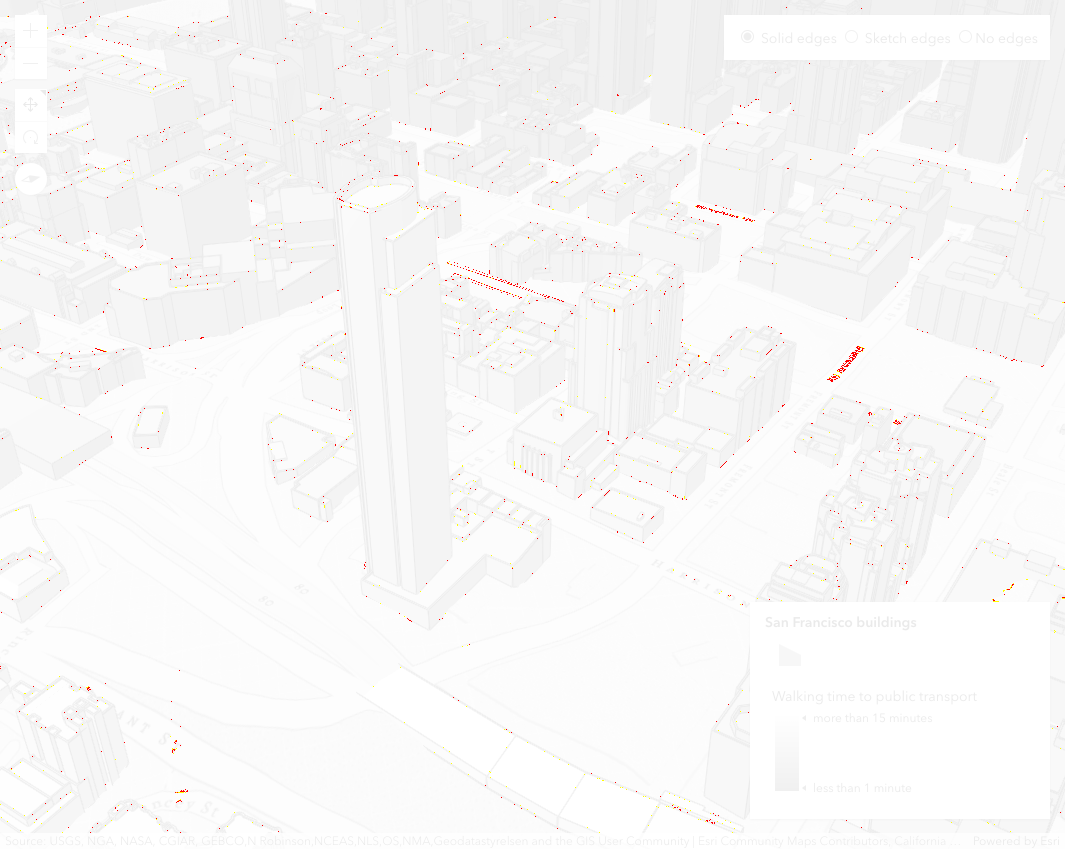 Solid edges Sketch edges No edges
HARRIS
San Francisco buildings
Walking time to public transport
• more than 15 minutes
• less than 1 minute
Source: USGS, NGA, NASA, CGIAR, GEBCO,N Robinson,NCEAS,NLS,OS,NMA,Geodatastyrelsen and the GIS User Community | Esri Community Maps Contributors, California ... Powered by Esri